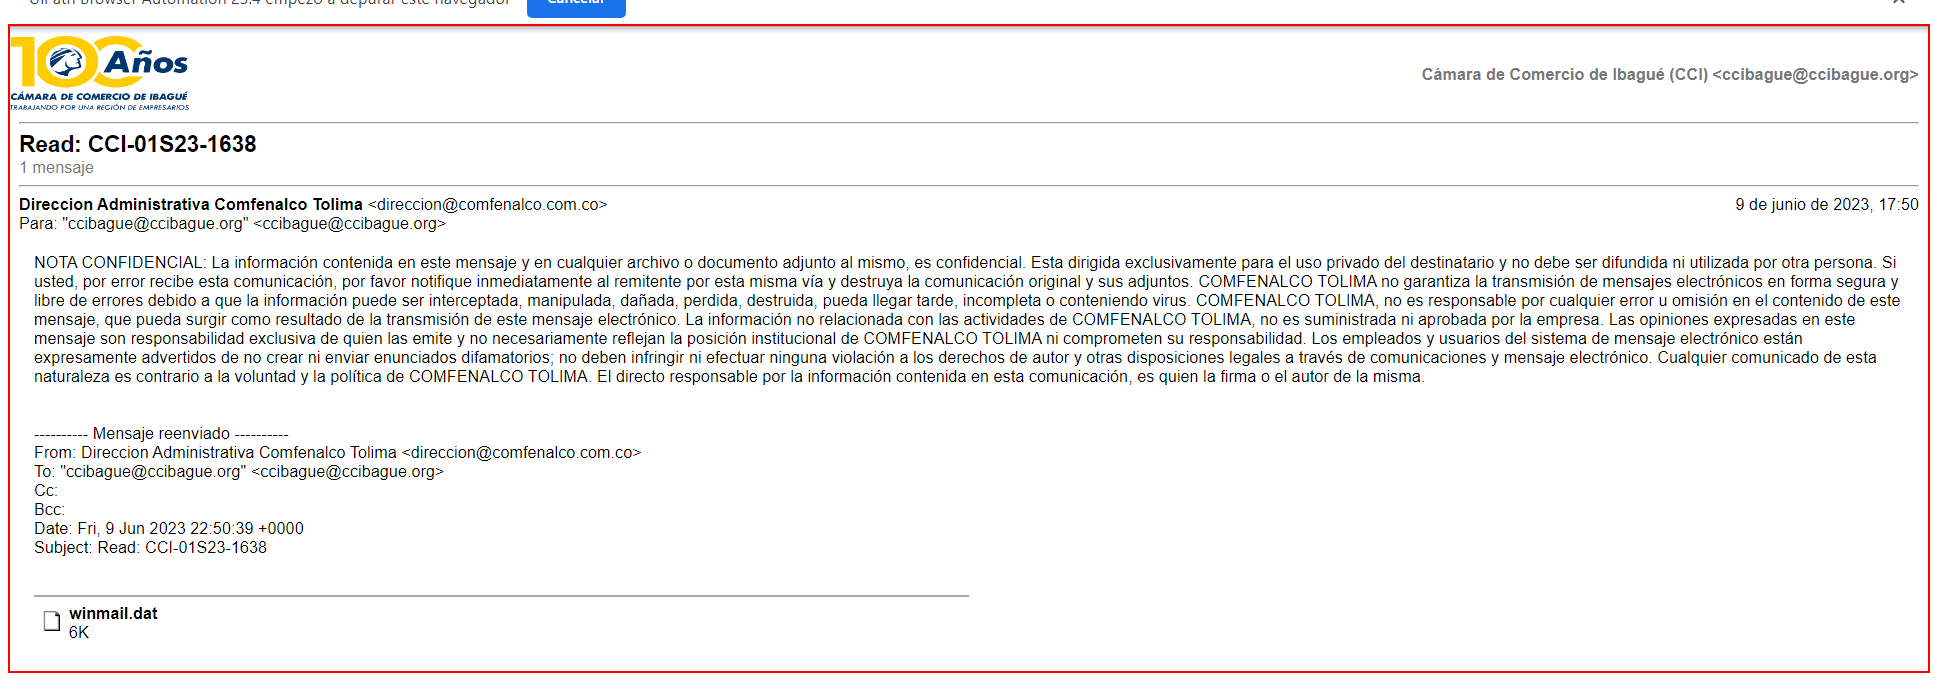 UiPath Browser Automation 23.4 empezó a depurar este navegador
Cancelar
100 Años
CÁMARA DE COMERCIO DE IBAGUÉ
TRABAJANDO POR UNA REGIÓN DE EMPRESARIOS
Cámara de Comercio de Ibagué (CCI) <ccibague@ccibague.org>
Read: CCI-01S23-1638
1 mensaje
Direccion Administrativa Comfenalco Tolima <direccion@comfenalco.com.co>
9 de junio de 2023, 17:50
Para: "ccibague@ccibague.org" <ccibague@ccibague.org>
NOTA CONFIDENCIAL: La información contenida en este mensaje y en cualquier archivo o documento adjunto al mismo, es confidencial. Esta dirigida exclusivamente para el uso privado del destinatario y no debe ser difundida ni utilizada por otra persona. Si
usted, por error recibe esta comunicación, por favor notifique inmediatamente al remitente por esta misma vía y destruya la comunicación original y sus adjuntos. COMFENALCO TOLIMA no garantiza la transmisión de mensajes electrónicos en forma segura y
libre de errores debido a que la información puede ser interceptada, manipulada, dañada, perdida, destruida, pueda llegar tarde, incompleta o conteniendo virus. COMFENALCO TOLIMA, no es responsable por cualquier error u omisión en el contenido de este
mensaje, que pueda surgir como resultado de la transmisión de este mensaje electrónico. La información no relacionada con las actividades de COMFENALCO TOLIMA, no es suministrada ni aprobada por la empresa. Las opiniones expresadas en este
mensaje son responsabilidad exclusiva de quien las emite y no necesariamente reflejan la posición institucional de COMFENALCO TOLIMA ni comprometen su responsabilidad. Los empleados y usuarios del sistema de mensaje electrónico están
expresamente advertidos de no crear ni enviar enunciados difamatorios; no deben infringir ni efectuar ninguna violación a los derechos de autor y otras disposiciones legales a través de comunicaciones y mensaje electrónico. Cualquier comunicado de esta
naturaleza es contrario a la voluntad y la política de COMFENALCO TOLIMA. El directo responsable por la información contenida en esta comunicación, es quien la firma o el autor de la misma.
---------- Mensaje reenviado ----------
From: Direccion Administrativa Comfenalco Tolima <direccion@comfenalco.com.co>
To: "ccibague@ccibague.org" <ccibague@ccibague.org>
Cc:
Bcc:
Date: Fri, 9 Jun 2023 22:50:39 +0000
Subject: Read: CCI-01S23-1638
winmail.dat
6K